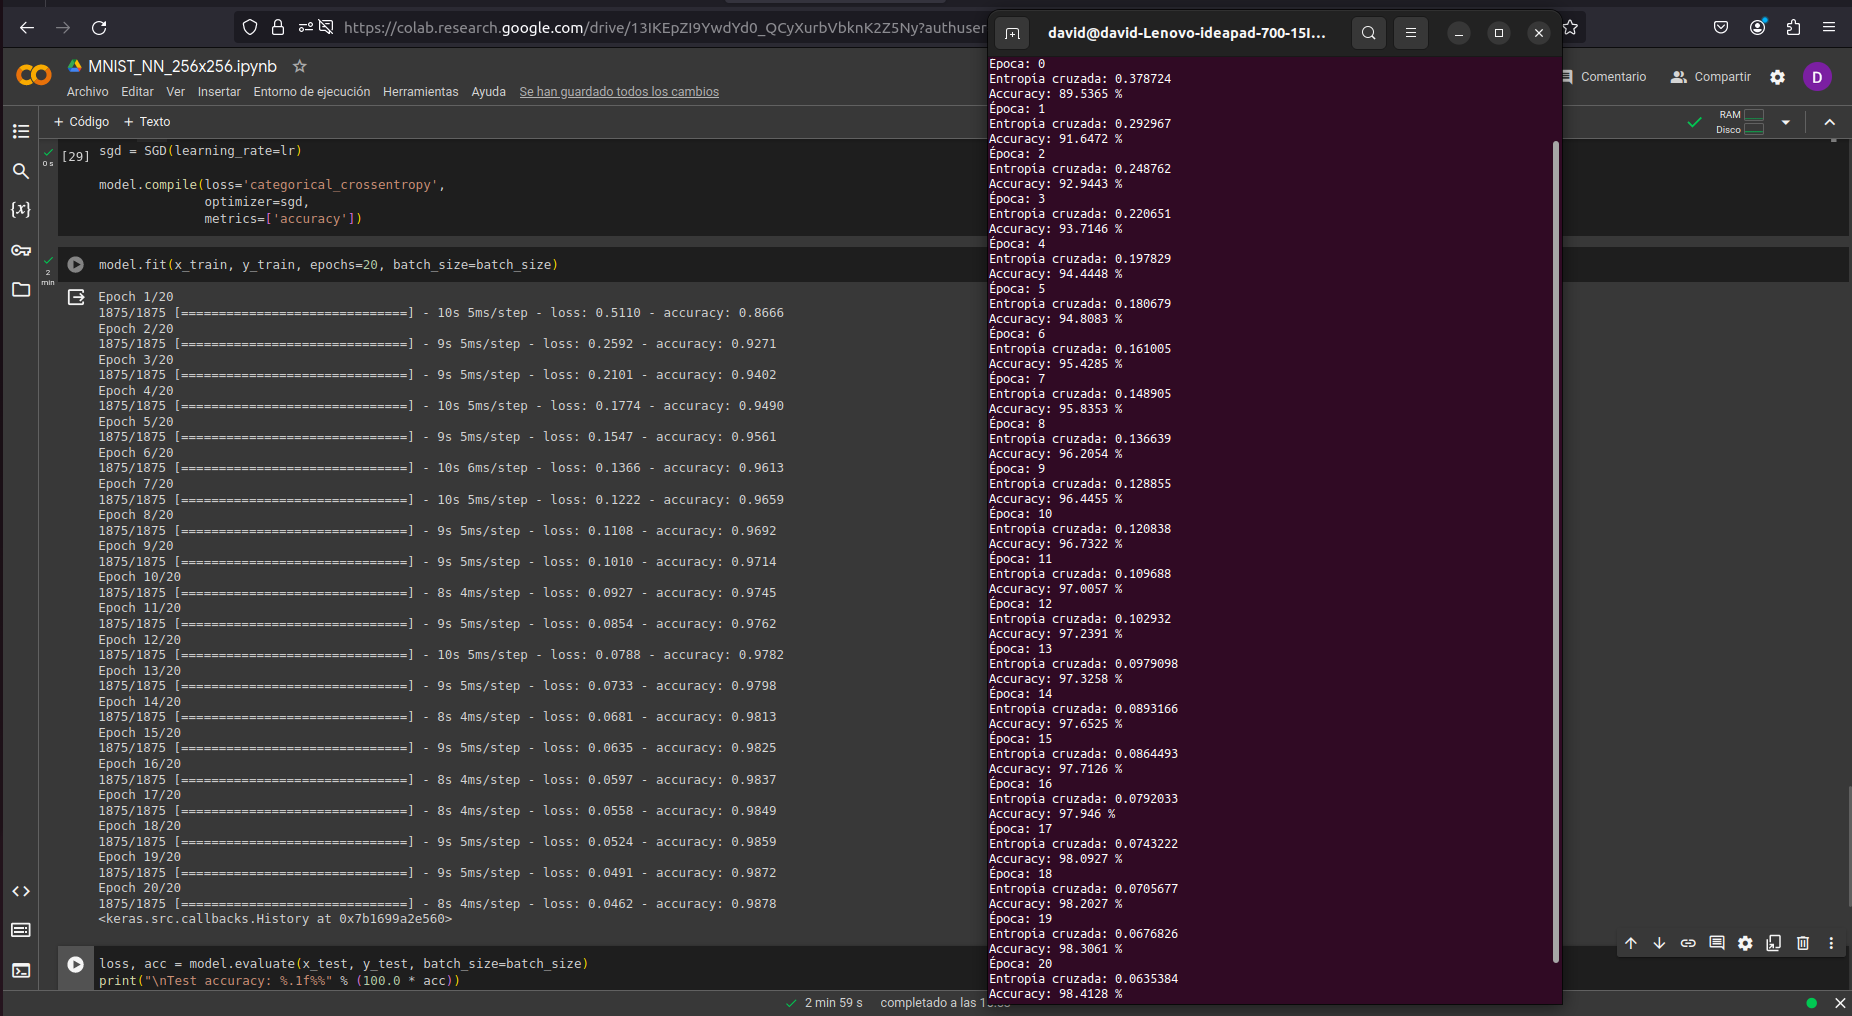 https://colab.research.google.com/drive/13IKEpZI9YwdYd0_QCyXurbVbknK2Z5Ny?authuser
MNIST_NN_256x256.ipynb
Archivo Editar Ver Insertar Entorno de ejecución Herramientas Ayuda Se han guardado todos los cambios
Comentario Compartir D
+ Código + Texto
RAM
Disco
0 s
[29] sgd = SGD(learning_rate=lr)
model.compile(loss='categorical_crossentropy',
optimizer=sgd,
metrics=['accuracy'])
2
min
model.fit(x_train, y_train, epochs=20, batch_size=batch_size)
Epoch 1/20
1875/1875 [==============================] - 10s 5ms/step - loss: 0.5110 - accuracy: 0.8666
Epoch 2/20
1875/1875 [==============================] - 9s 5ms/step - loss: 0.2592 - accuracy: 0.9271
Epoch 3/20
1875/1875 [==============================] - 9s 5ms/step - loss: 0.2101 - accuracy: 0.9402
Epoch 4/20
1875/1875 [==============================] - 10s 5ms/step - loss: 0.1774 - accuracy: 0.9490
Epoch 5/20
1875/1875 [==============================] - 9s 5ms/step - loss: 0.1547 - accuracy: 0.9561
Epoch 6/20
1875/1875 [==============================] - 10s 6ms/step - loss: 0.1366 - accuracy: 0.9613
Epoch 7/20
1875/1875 [==============================] - 10s 5ms/step - loss: 0.1222 - accuracy: 0.9659
Epoch 8/20
1875/1875 [==============================] - 9s 5ms/step - loss: 0.1108 - accuracy: 0.9692
Epoch 9/20
1875/1875 [==============================] - 9s 5ms/step - loss: 0.1010 - accuracy: 0.9714
Epoch 10/20
1875/1875 [==============================] - 8s 4ms/step - loss: 0.0927 - accuracy: 0.9745
Epoch 11/20
1875/1875 [==============================] - 9s 5ms/step - loss: 0.0854 - accuracy: 0.9762
Epoch 12/20
1875/1875 [==============================] - 10s 5ms/step - loss: 0.0788 - accuracy: 0.9782
Epoch 13/20
1875/1875 [==============================] - 9s 5ms/step - loss: 0.0733 - accuracy: 0.9798
Epoch 14/20
1875/1875 [==============================] - 8s 4ms/step - loss: 0.0681 - accuracy: 0.9813
Epoch 15/20
1875/1875 [==============================] - 9s 5ms/step - loss: 0.0635 - accuracy: 0.9825
Epoch 16/20
1875/1875 [==============================] - 8s 4ms/step - loss: 0.0597 - accuracy: 0.9837
Epoch 17/20
1875/1875 [==============================] - 8s 4ms/step - loss: 0.0558 - accuracy: 0.9849
Epoch 18/20
1875/1875 [==============================] - 9s 5ms/step - loss: 0.0524 - accuracy: 0.9859
Epoch 19/20
1875/1875 [==============================] - 9s 5ms/step - loss: 0.0491 - accuracy: 0.9872
Epoch 20/20
1875/1875 [==============================] - 8s 4ms/step - loss: 0.0462 - accuracy: 0.9878
<keras.src.callbacks.History at 0x7b1699a2e560>
loss, acc = model.evaluate(x_test, y_test, batch_size=batch_size)
print("\nTest accuracy: %.1f%%" % (100.0 * acc))
2 min 59 s completado a las
david@david-Lenovo-ideapad-700-15I...
Época: 0
Entropía cruzada: 0.378724
Accuracy: 89.5365 %
Época: 1
Entropía cruzada: 0.292967
Accuracy: 91.6472 %
Época: 2
Entropía cruzada: 0.248762
Accuracy: 92.9443 %
Época: 3
Entropía cruzada: 0.220651
Accuracy: 93.7146 %
Época: 4
Entropía cruzada: 0.197829
Accuracy: 94.4448 %
Época: 5
Entropía cruzada: 0.180679
Accuracy: 94.8083 %
Época: 6
Entropía cruzada: 0.161005
Accuracy: 95.4285 %
Época: 7
Entropía cruzada: 0.148905
Accuracy: 95.8353 %
Época: 8
Entropía cruzada: 0.136639
Accuracy: 96.2054 %
Época: 9
Entropía cruzada: 0.128855
Accuracy: 96.4455 %
Época: 10
Entropía cruzada: 0.120838
Accuracy: 96.7322 %
Época: 11
Entropía cruzada: 0.109688
Accuracy: 97.0057 %
Época: 12
Entropía cruzada: 0.102932
Accuracy: 97.2391 %
Época: 13
Entropía cruzada: 0.0979098
Accuracy: 97.3258 %
Época: 14
Entropía cruzada: 0.0893166
Accuracy: 97.6525 %
Época: 15
Entropía cruzada: 0.0864493
Accuracy: 97.7126 %
Época: 16
Entropía cruzada: 0.0792033
Accuracy: 97.946 %
Época: 17
Entropía cruzada: 0.0743222
Accuracy: 98.0927 %
Época: 18
Entropía cruzada: 0.0705677
Accuracy: 98.2027 %
Época: 19
Entropía cruzada: 0.0676826
Accuracy: 98.3061 %
Época: 20
Entropía cruzada: 0.0635384
Accuracy: 98.4128 %